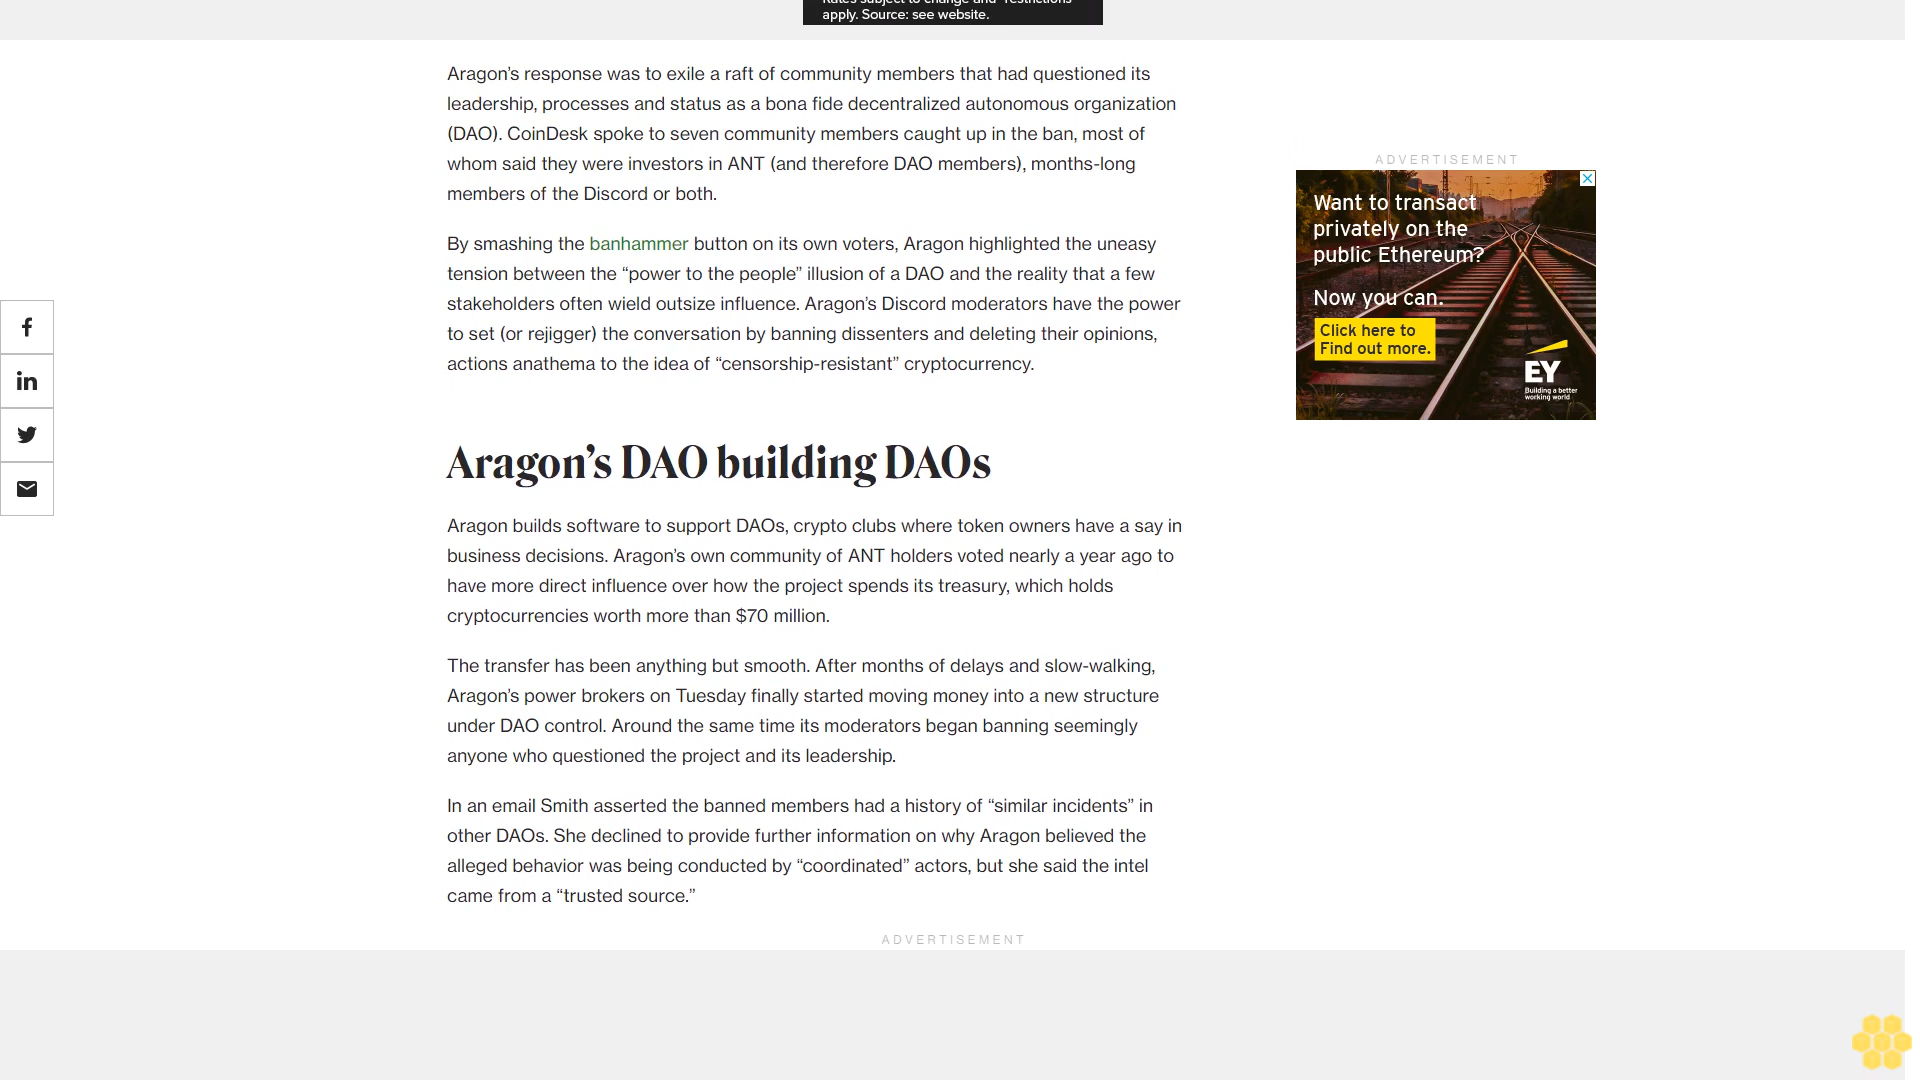 Rates subject to change and restrictions
apply. Source: see website.
Aragon’s response was to exile a raft of community members that had questioned its
leadership, processes and status as a bona fide decentralized autonomous organization
(DAO). CoinDesk spoke to seven community members caught up in the ban, most of
whom said they were investors in ANT (and therefore DAO members), months-long
members of the Discord or both.
By smashing the banhammer button on its own voters, Aragon highlighted the uneasy
tension between the “power to the people” illusion of a DAO and the reality that a few
stakeholders often wield outsize influence. Aragon’s Discord moderators have the power
to set (or rejigger) the conversation by banning dissenters and deleting their opinions,
actions anathema to the idea of “censorship-resistant” cryptocurrency.
Aragon’s DAO building DAOs
Aragon builds software to support DAOs, crypto clubs where token owners have a say in
business decisions. Aragon’s own community of ANT holders voted nearly a year ago to
have more direct influence over how the project spends its treasury, which holds
cryptocurrencies worth more than $70 million.
The transfer has been anything but smooth. After months of delays and slow-walking,
Aragon’s power brokers on Tuesday finally started moving money into a new structure
under DAO control. Around the same time its moderators began banning seemingly
anyone who questioned the project and its leadership.
In an email Smith asserted the banned members had a history of “similar incidents” in
other DAOs. She declined to provide further information on why Aragon believed the
alleged behavior was being conducted by “coordinated” actors, but she said the intel
came from a “trusted source.”
ADVERTISEMENT
ADVERTISEMENT
Want to transact
privately on the
public Ethereum?
Now you can.
Click here to
Find out more.
EY
Building a better
working world